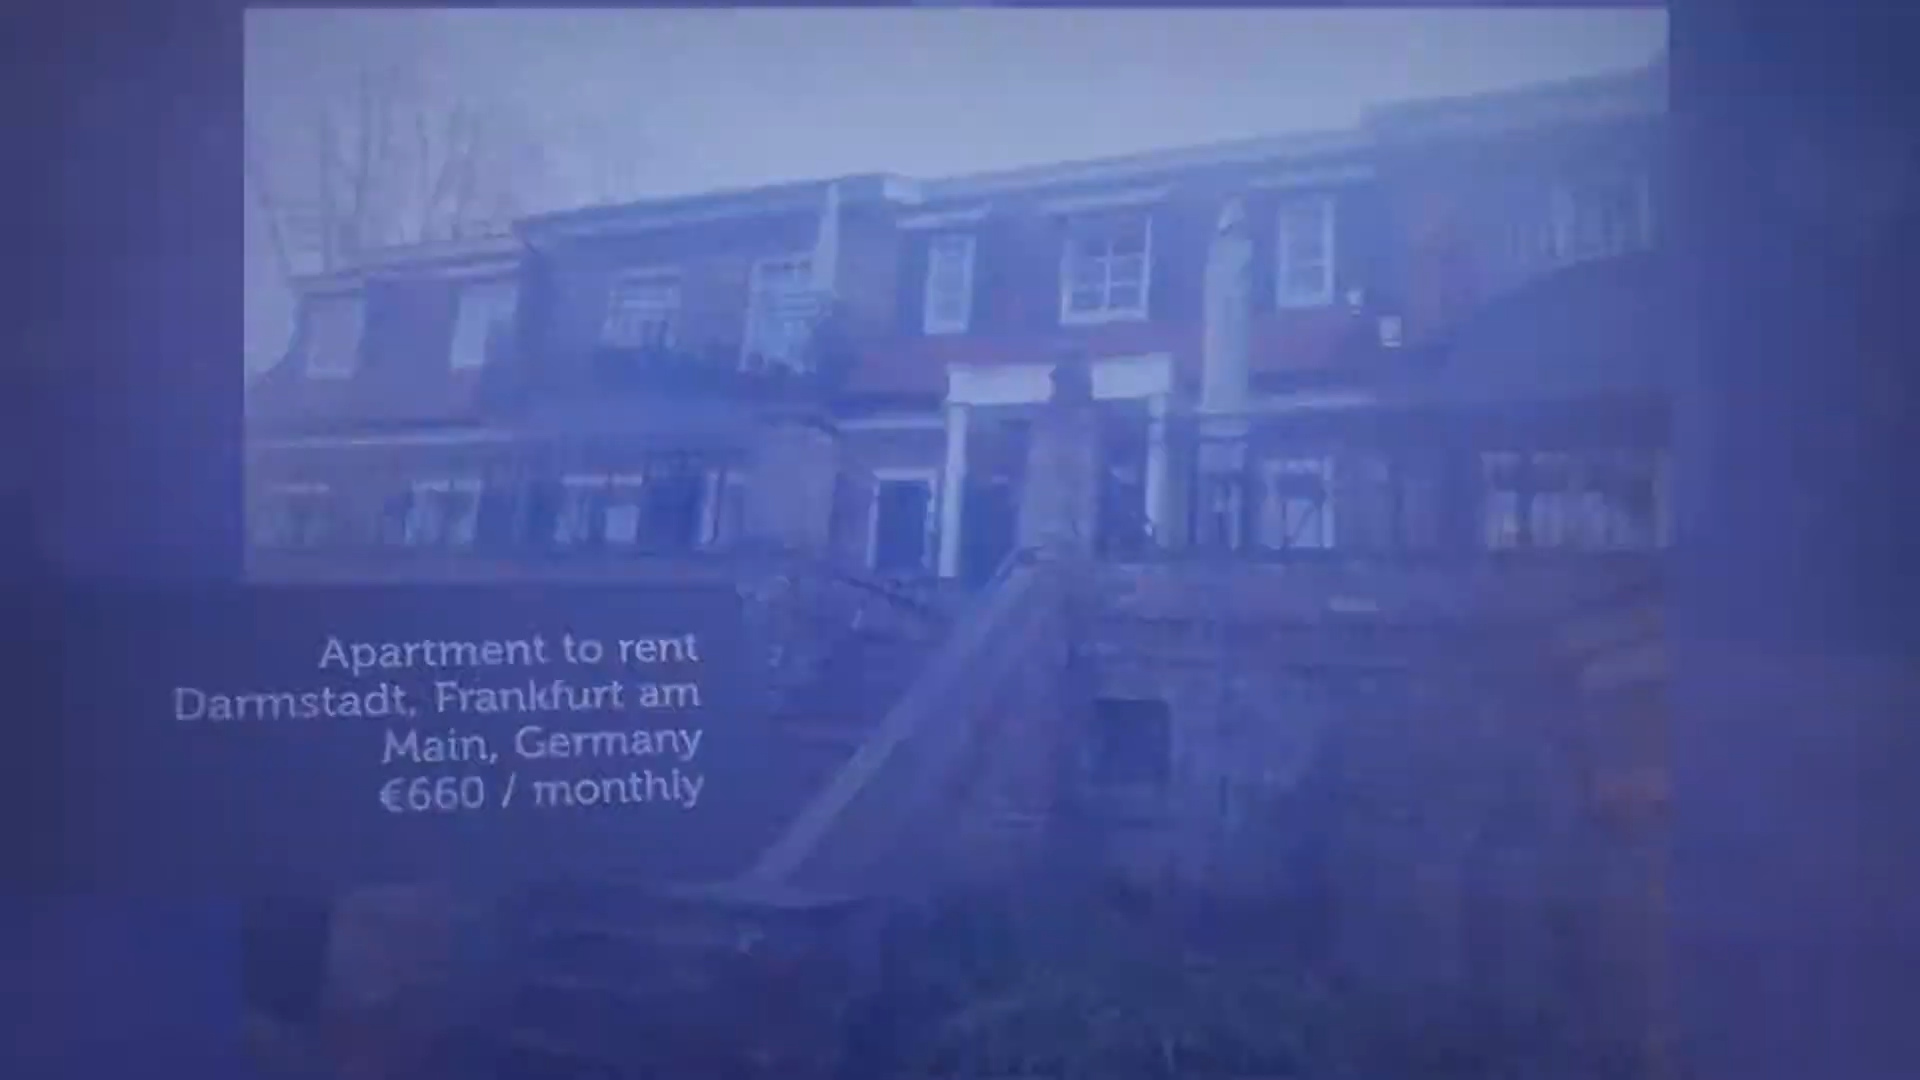 Apartment to rent
Darmstadt, Frankfurt am
Main, Germany
€660 / monthly